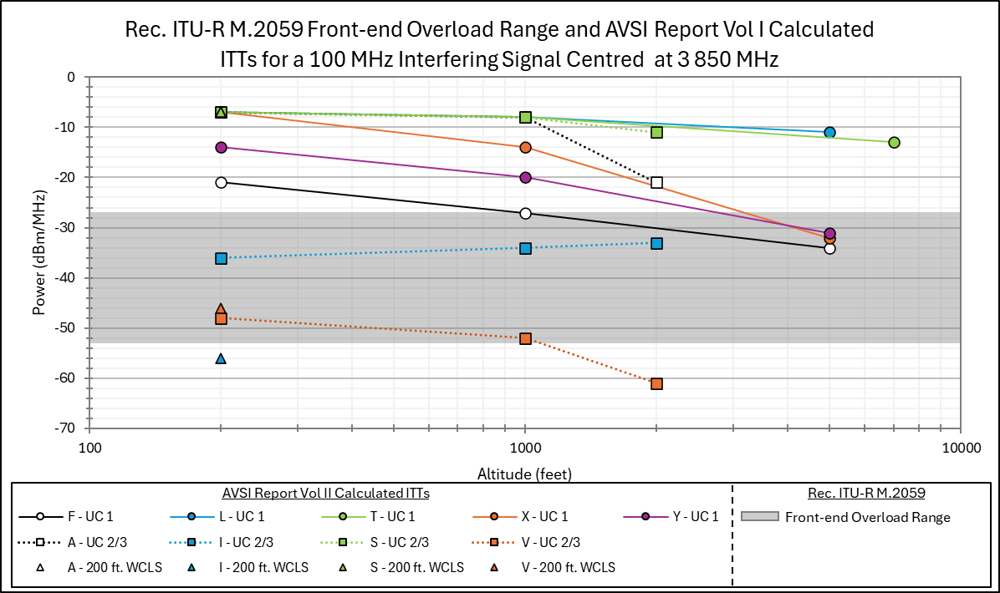 Rec. ITU-R M.2059 Front-end Overload Range and AVSI Report Vol I Calculated
ITTs for a 100 MHz Interfering Signal Centred at 3 850 MHz
0
-10
-20
-30
-40
-50
-60
-70
Power (dBm/MHz)
100 1000 10000
Altitude (feet)
AVSI Report Vol II Calculated ITTs
F - UC 1 L - UC 1 T - UC 1 X - UC 1 Y - UC 1
A - UC 2/3 I - UC 2/3 S - UC 2/3 V - UC 2/3
A - 200 ft. WCLS I - 200 ft. WCLS S - 200 ft. WCLS V - 200 ft. WCLS
Rec. ITU-R M.2059
Front-end Overload Range